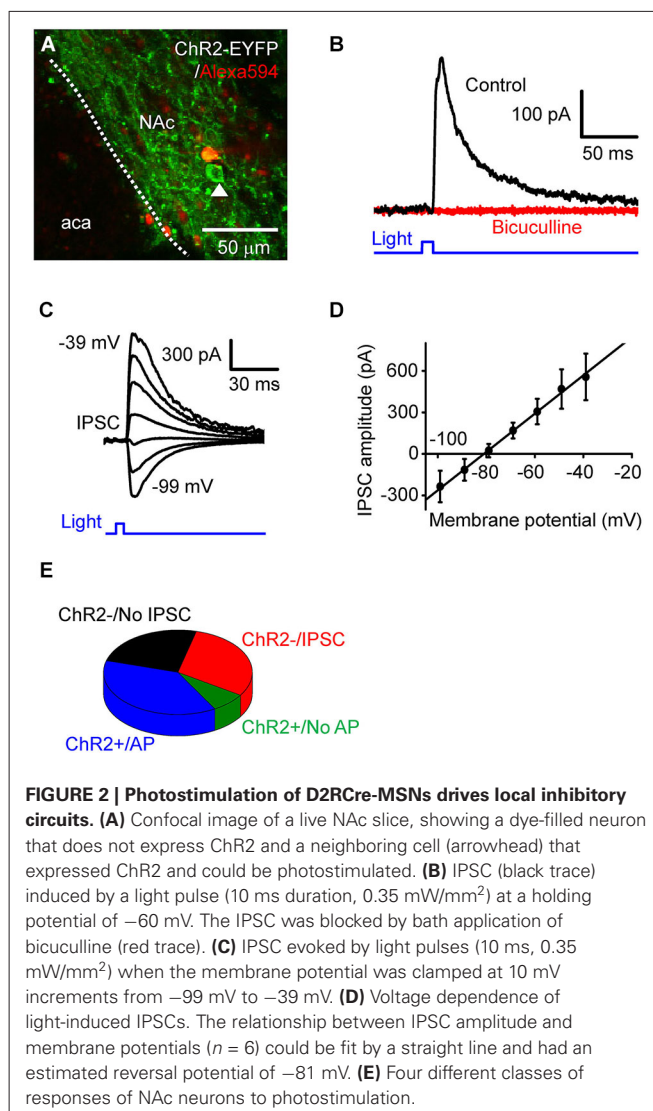 A
ChR2-EYFP
/Alexa594
NAc
aca
50 μm
B
Control
100 pA
50 ms
Bicuculline
Light
C
-39 mV
300 pA
30 ms
IPSC
-99 mV
Light
D
IPSC amplitude (pA)
600
300
0
-300
-100
-80
-60
-40
-20
Membrane potential (mV)
E
ChR2-/No IPSC
ChR2-/IPSC
ChR2+/No AP
ChR2+/AP
FIGURE 2 | Photostimulation of D2RCre-MSNs drives local inhibitory
circuits. (A) Confocal image of a live NAc slice, showing a dye-filled neuron
that does not express ChR2 and a neighboring cell (arrowhead) that
expressed ChR2 and could be photostimulated. (B) IPSC (black trace)
induced by a light pulse (10 ms duration, 0.35 mW/mm²) at a holding
potential of −60 mV. The IPSC was blocked by bath application of
bicuculline (red trace). (C) IPSC evoked by light pulses (10 ms, 0.35
mW/mm²) when the membrane potential was clamped at 10 mV
increments from −99 mV to −39 mV. (D) Voltage dependence of
light-induced IPSCs. The relationship between IPSC amplitude and
membrane potentials (n = 6) could be fit by a straight line and had an
estimated reversal potential of −81 mV. (E) Four different classes of
responses of NAc neurons to photostimulation.